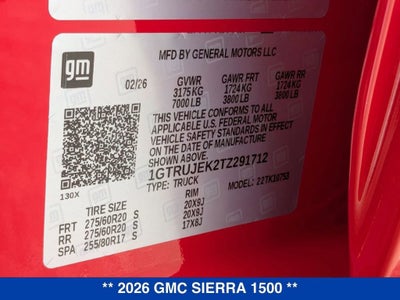 gm
MFD BY GENERAL MOTORS LLC
02/26 GVWR GAWR FRT GAWR RR
3175 KG 1724 KG 1724 KG
7000 LB 3800 LB 3800 LB
THIS VEHICLE CONFORMS TO ALL APPLICABLE U.S. FEDERAL MOTOR
VEHICLE SAFETY STANDARDS IN EFFECT ON THE DATE OF
MANUFACTURE SHOWN ABOVE.
1GTRUJEK2TZ291712
TYPE: TRUCK MODEL:
130X
TIRE SIZE RIM
FRT 275/60R20 S 20X9J
RR 275/60R20 S 20X9J
SPA 255/80R17 S 17X8J
** 2026 GMC SIERRA 1500 **